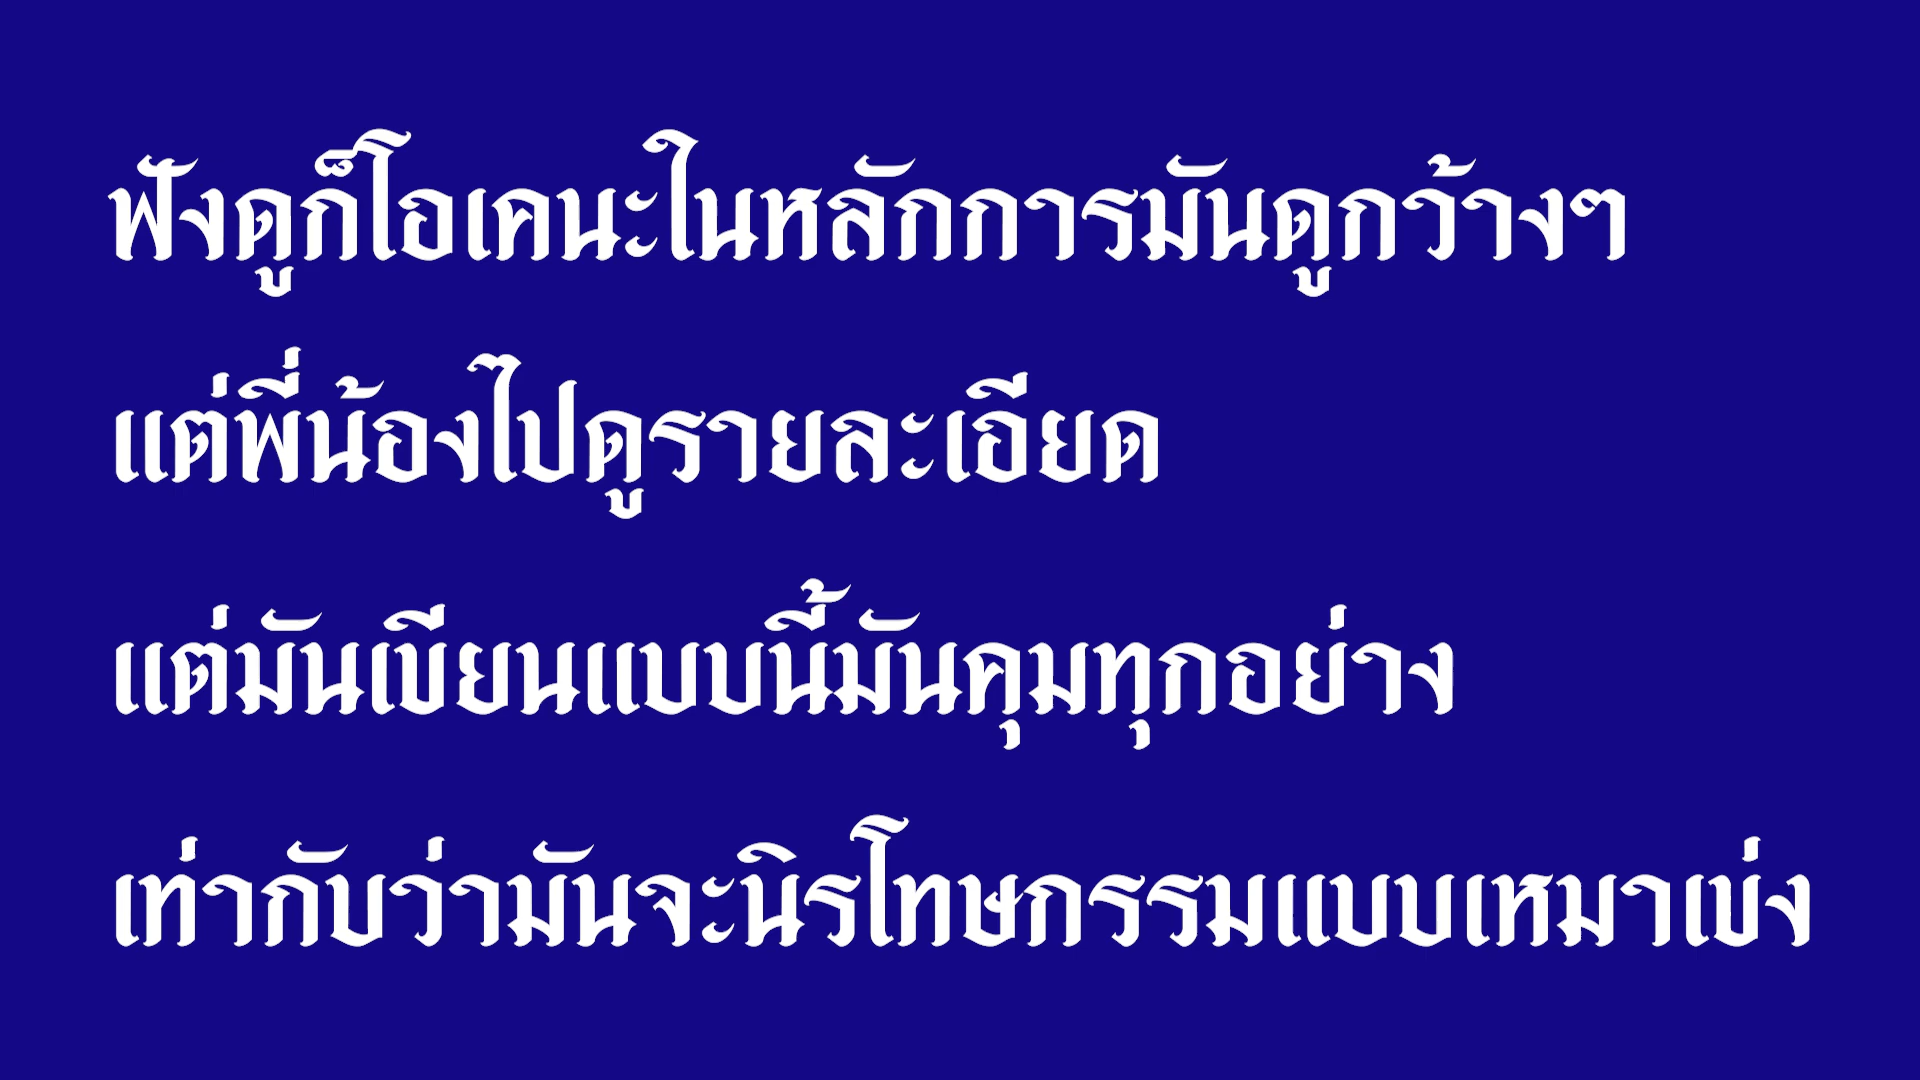 ฟังดูก็โอเคนะในหลักการมันดูกว้างๆ
แต่พี่น้องไปดูรายละเอียด
แต่มันเขียนแบบนี้มันคุมทุกอย่าง
เท่ากับว่ามันจะนิรโทษกรรมแบบเหมาเข่ง